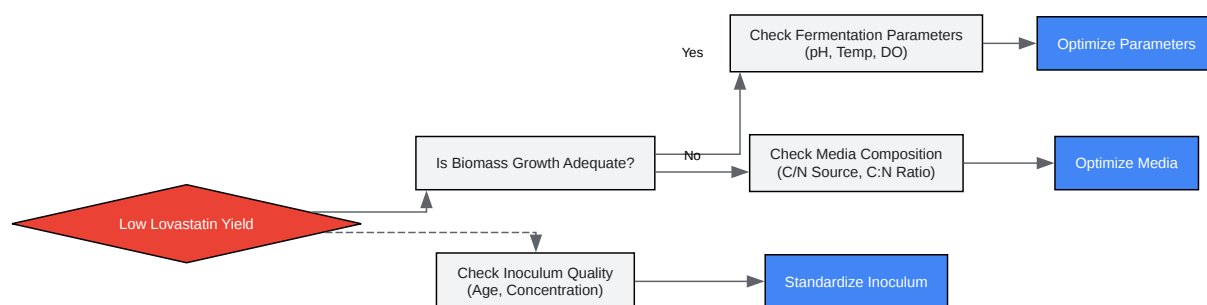 Check Fermentation Parameters
(pH, Temp, DO)
Optimize Parameters
Yes
Is Biomass Growth Adequate?
No
Check Media Composition
(C/N Source, C:N Ratio)
Optimize Media
Low Lovastatin Yield
Check Inoculum Quality
(Age, Concentration)
Standardize Inoculum